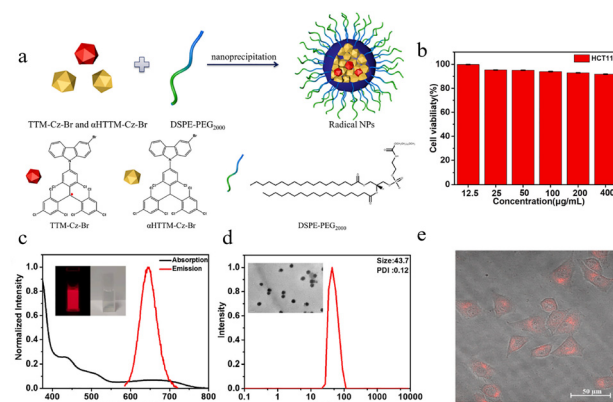 a
nanoprecipitation
TTM-Cz-Br and αHTTM-Cz-Br
DSPE-PEG2000
Radical NPs
TTM-Cz-Br
αHTTM-Cz-Br
DSPE-PEG2000
b
HCT11
Cell viabiliaty(%)
100
80
60
40
20
0
12.5 25 50 100 200 400
Concentration(μg/mL)
c
Absorption
Emission
Normalized Intensity
1.0
0.8
0.6
0.4
0.2
0.0
400 500 600 700 800
d
Size:43.7
PDI :0.12
Intensity
1.0
0.8
0.6
0.4
0.2
0.0
0.1 1 10 100 1000 10000
e
50 μm